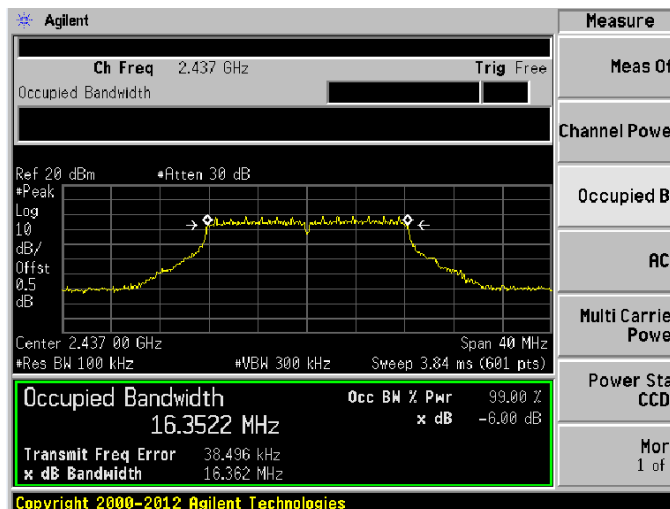 Agilent
Measure
Ch Freq 2.437 GHz Trig Free
Meas Of
Occupied Bandwidth
Channel Powe
Ref 20 dBm #Atten 30 dB
#Peak
Log
10
dB/
Offst
0.5
dB
Occupied B
AC
Multi Carrie
Powe
Center 2.437 00 GHz Span 40 MHz
#Res BW 100 kHz #VBW 300 kHz Sweep 3.84 ms (601 pts)
Power Sta
CCD
Occupied Bandwidth Occ BW % Pwr 99.00 %
16.3522 MHz x dB -6.00 dB
Mor
1 of
Transmit Freq Error 38.496 kHz
x dB Bandwidth 16.362 MHz
Copyright 2000-2012 Agilent Technologies